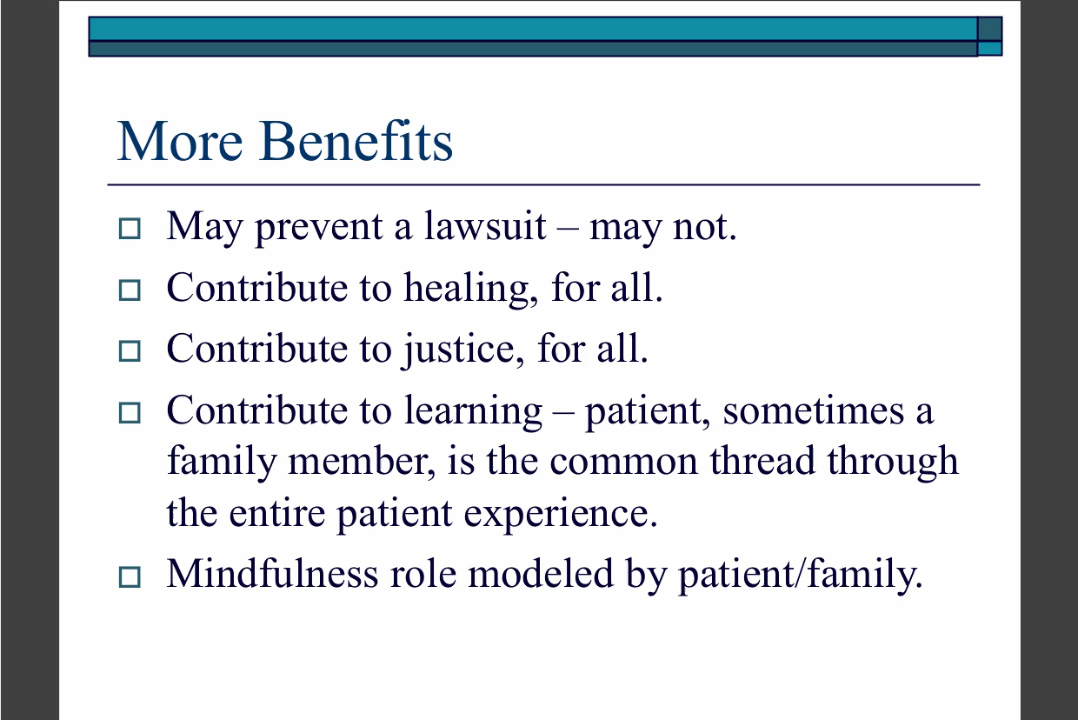 More Benefits
May prevent a lawsuit – may not.
Contribute to healing, for all.
Contribute to justice, for all.
Contribute to learning – patient, sometimes a
family member, is the common thread through
the entire patient experience.
Mindfulness role modeled by patient/family.